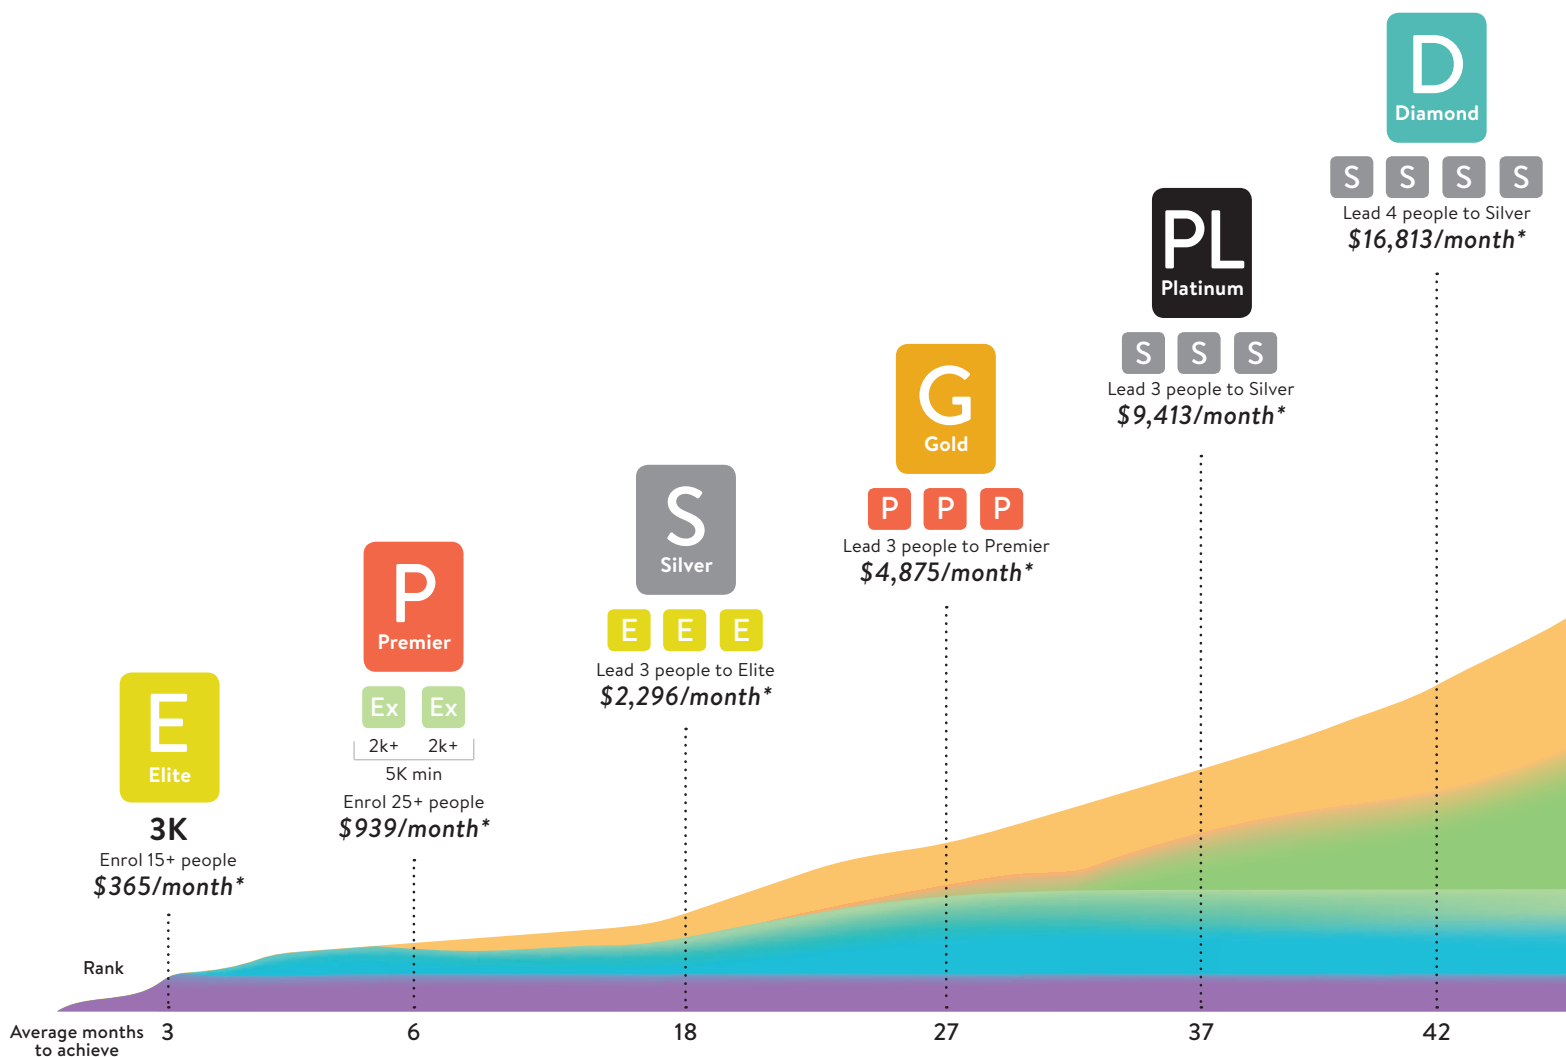 E
Elite
3K
Enrol 15+ people
$365/month*
P
Premier
Ex Ex
2k+ 2k+
5K min
Enrol 25+ people
$939/month*
S
Silver
E E E
Lead 3 people to Elite
$2,296/month*
G
Gold
P P P
Lead 3 people to Premier
$4,875/month*
PL
Platinum
S S S
Lead 3 people to Silver
$9,413/month*
D
Diamond
S S S S
Lead 4 people to Silver
$16,813/month*
Rank
Average months
to achieve
3 6 18 27 37 42